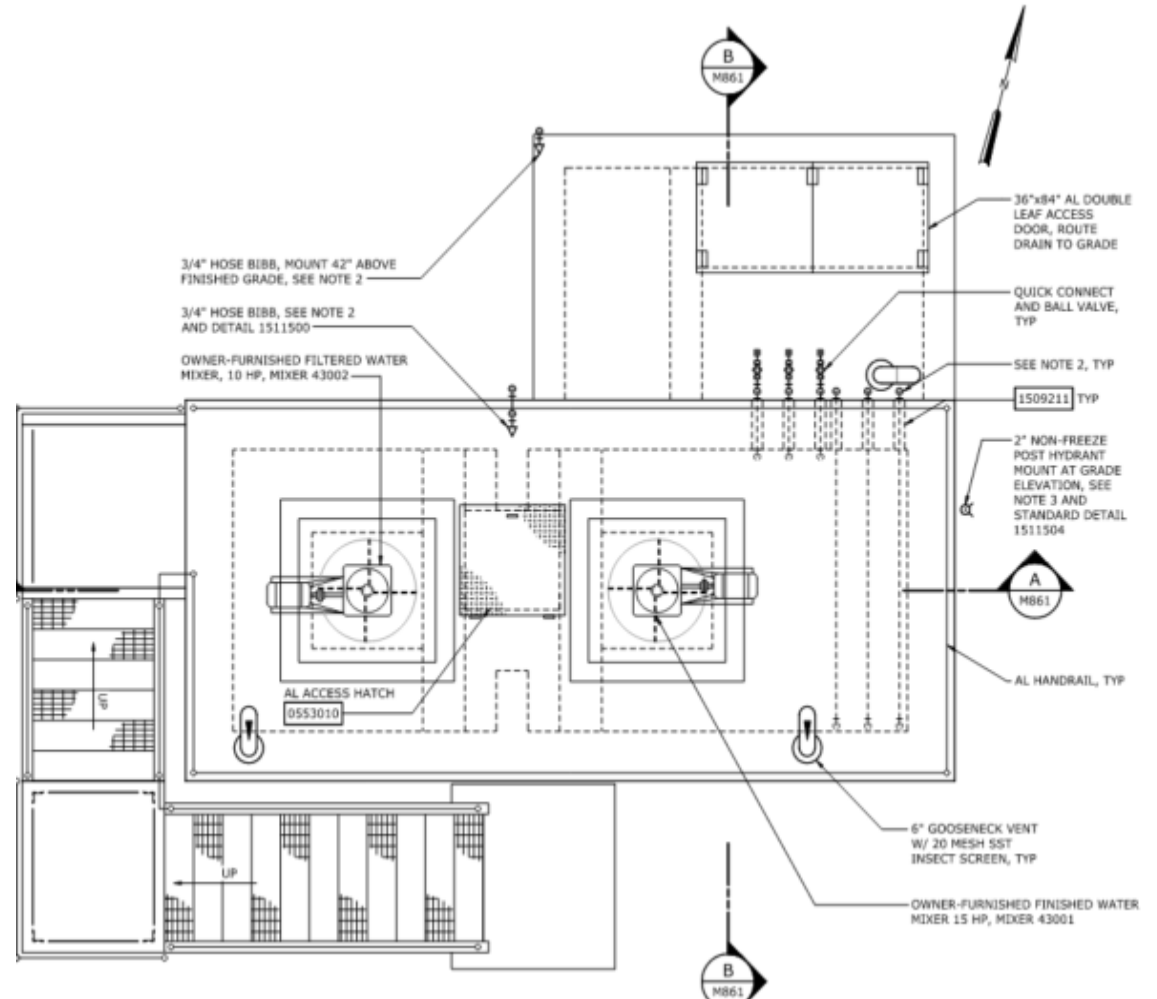 B
M861
N
36"x84" AL DOUBLE
LEAF ACCESS
DOOR, ROUTE
DRAIN TO GRADE
3/4" HOSE BIBB, MOUNT 42" ABOVE
FINISHED GRADE, SEE NOTE 2
QUICK CONNECT
AND BALL VALVE,
TYP
3/4" HOSE BIBB, SEE NOTE 2
AND DETAIL 1511500
OWNER-FURNISHED FILTERED WATER
MIXER, 10 HP, MIXER 43002
SEE NOTE 2, TYP
1509211 TYP
2" NON-FREEZE
POST HYDRANT
MOUNT AT GRADE
ELEVATION, SEE
NOTE 3 AND
STANDARD DETAIL
1511504
A
M861
AL HANDRAIL, TYP
AL ACCESS HATCH
0553010
UP
6" GOOSENECK VENT
W/ 20 MESH SST
INSECT SCREEN, TYP
UP
OWNER-FURNISHED FINISHED WATER
MIXER 15 HP, MIXER 43001
B
M861